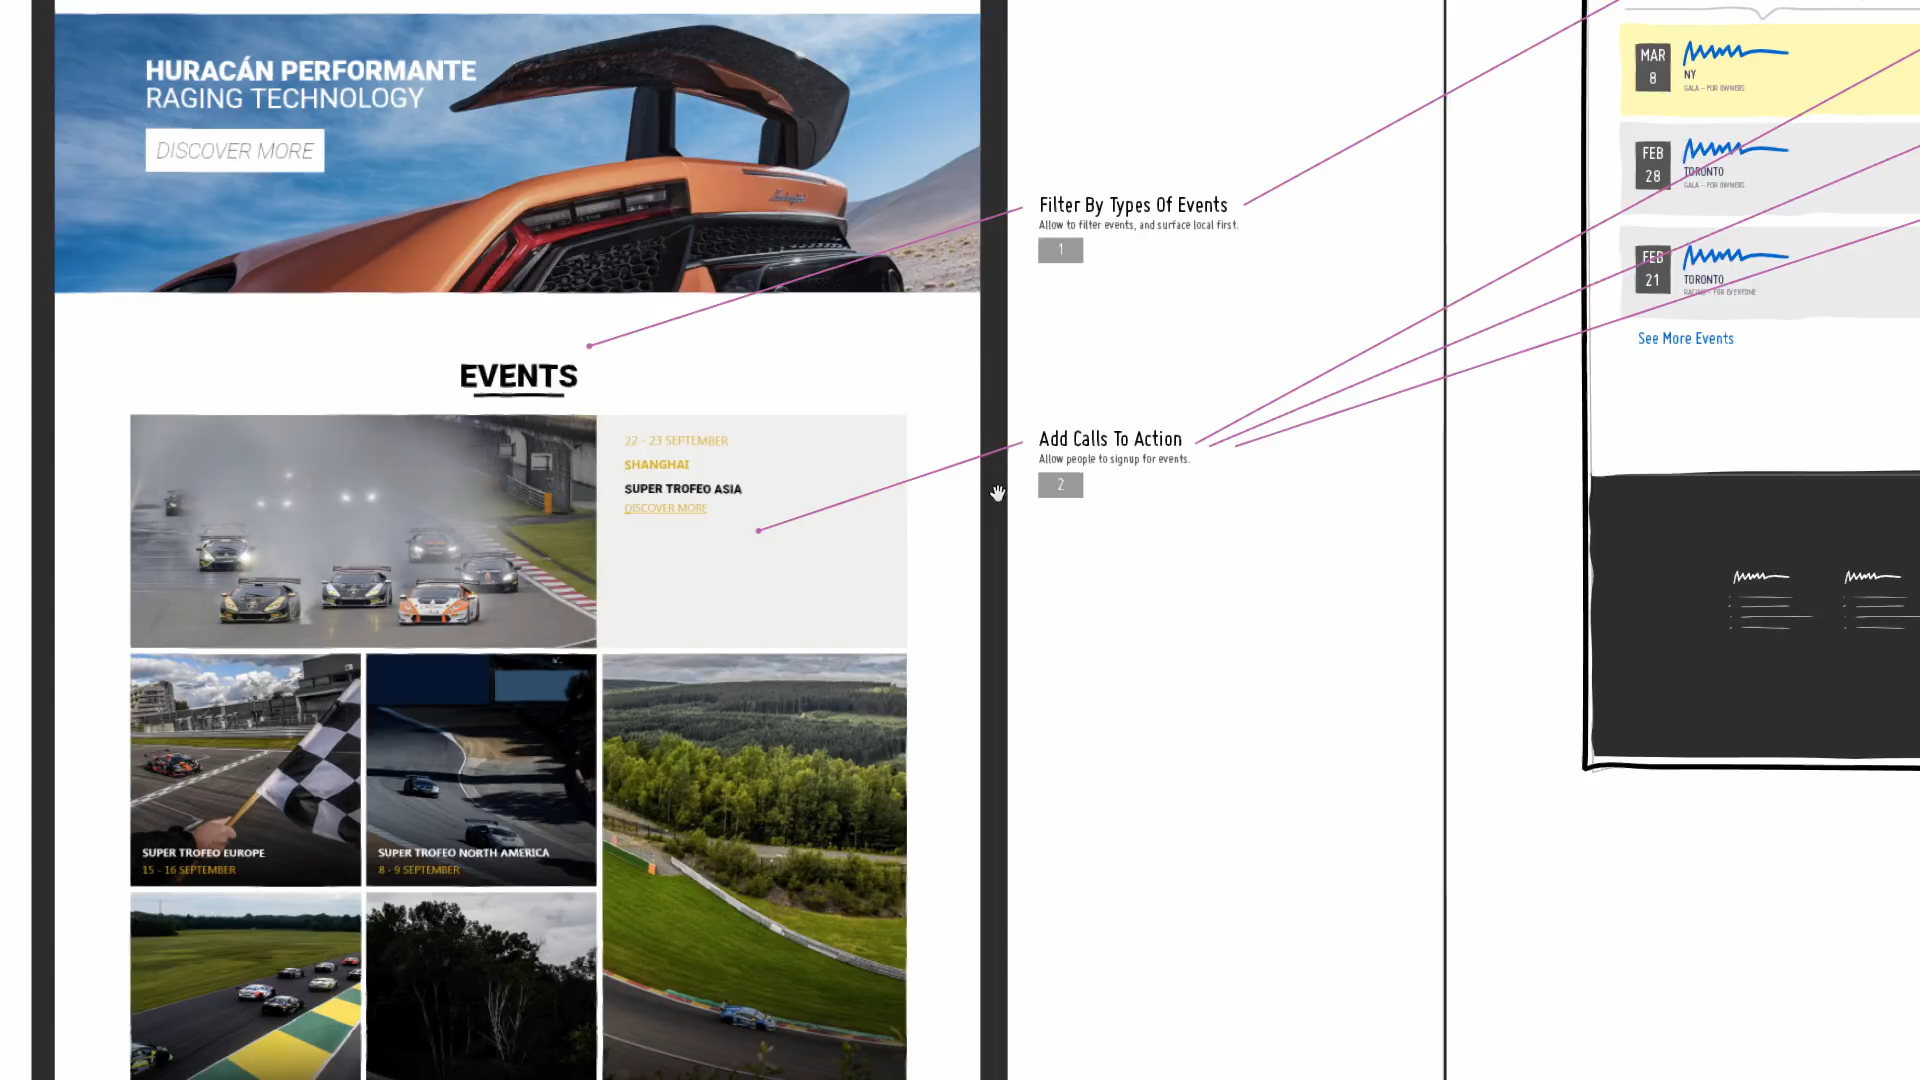 HURACÁN PERFORMANTE
RAGING TECHNOLOGY
DISCOVER MORE
EVENTS
22 - 23 SEPTEMBER
SHANGHAI
SUPER TROFEO ASIA
DISCOVER MORE
SUPER TROFEO EUROPE
15 - 16 SEPTEMBER
SUPER TROFEO NORTH AMERICA
8 - 9 SEPTEMBER
Filter By Types Of Events
Allow to filter events, and surface local first.
1
Add Calls To Action
Allow people to signup for events.
2
MAR
8
NY
GALA - FOR OWNERS
FEB
28
TORONTO
GALA - FOR OWNERS
FEB
21
TORONTO
RACING - FOR EVERYONE
See More Events